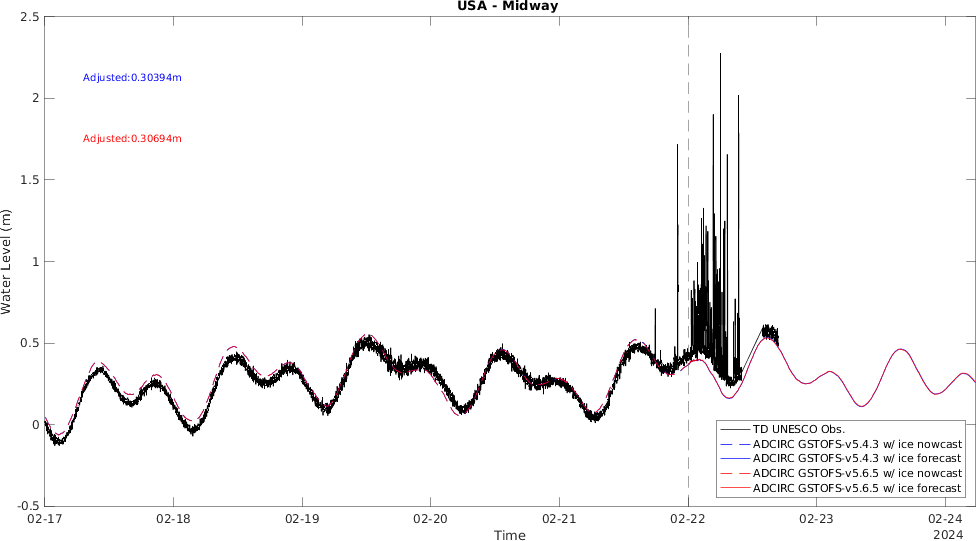 USA - Midway
2.5
2
1.5
1
0.5
0
-0.5
Water Level (m)
Adjusted:0.30394m
Adjusted:0.30694m
TD UNESCO Obs.
ADCIRC GSTOFS-v5.4.3 w/ ice nowcast
ADCIRC GSTOFS-v5.4.3 w/ ice forecast
ADCIRC GSTOFS-v5.6.5 w/ ice nowcast
ADCIRC GSTOFS-v5.6.5 w/ ice forecast
02-17 02-18 02-19 02-20 02-21 02-22 02-23 02-24
Time
2024